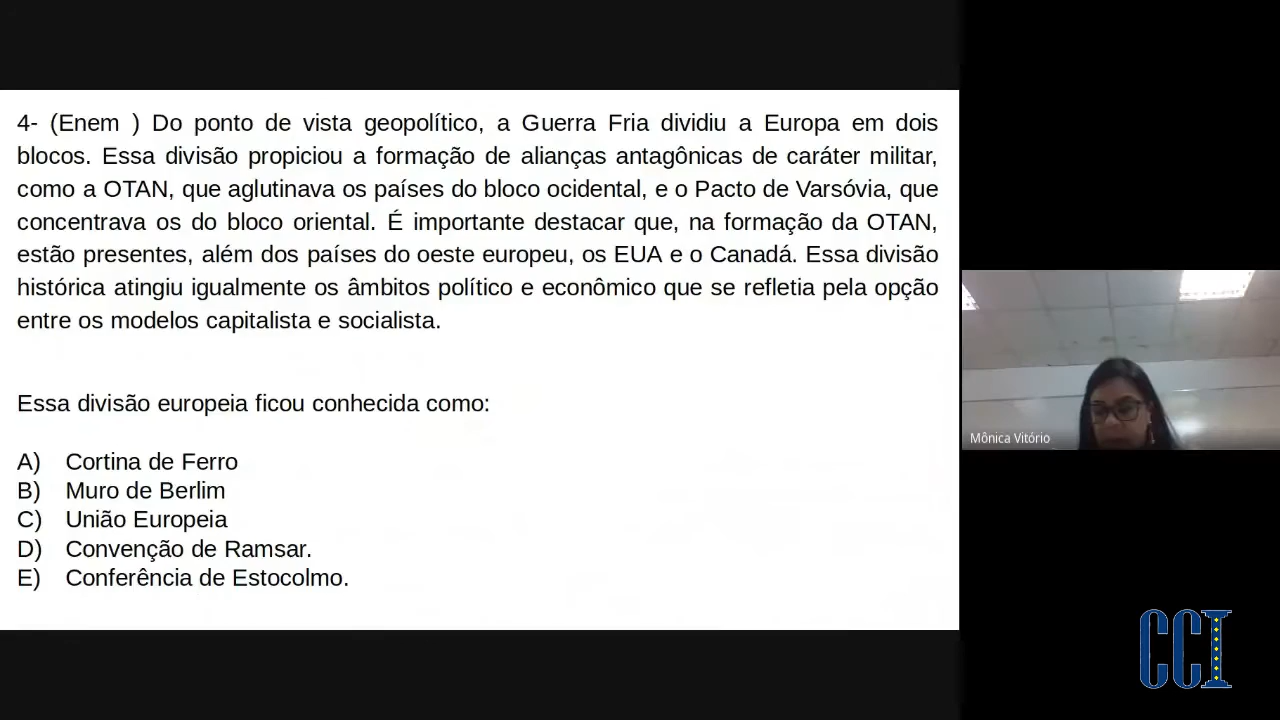 4- (Enem ) Do ponto de vista geopolítico, a Guerra Fria dividiu a Europa em dois
blocos. Essa divisão propiciou a formação de alianças antagônicas de caráter militar,
como a OTAN, que aglutinava os países do bloco ocidental, e o Pacto de Varsóvia, que
concentrava os do bloco oriental. É importante destacar que, na formação da OTAN,
estão presentes, além dos países do oeste europeu, os EUA e o Canadá. Essa divisão
histórica atingiu igualmente os âmbitos político e econômico que se refletia pela opção
entre os modelos capitalista e socialista.
Essa divisão europeia ficou conhecida como:
A) Cortina de Ferro
B) Muro de Berlim
C) União Europeia
D) Convenção de Ramsar.
E) Conferência de Estocolmo.
Mônica Vitório
CCI